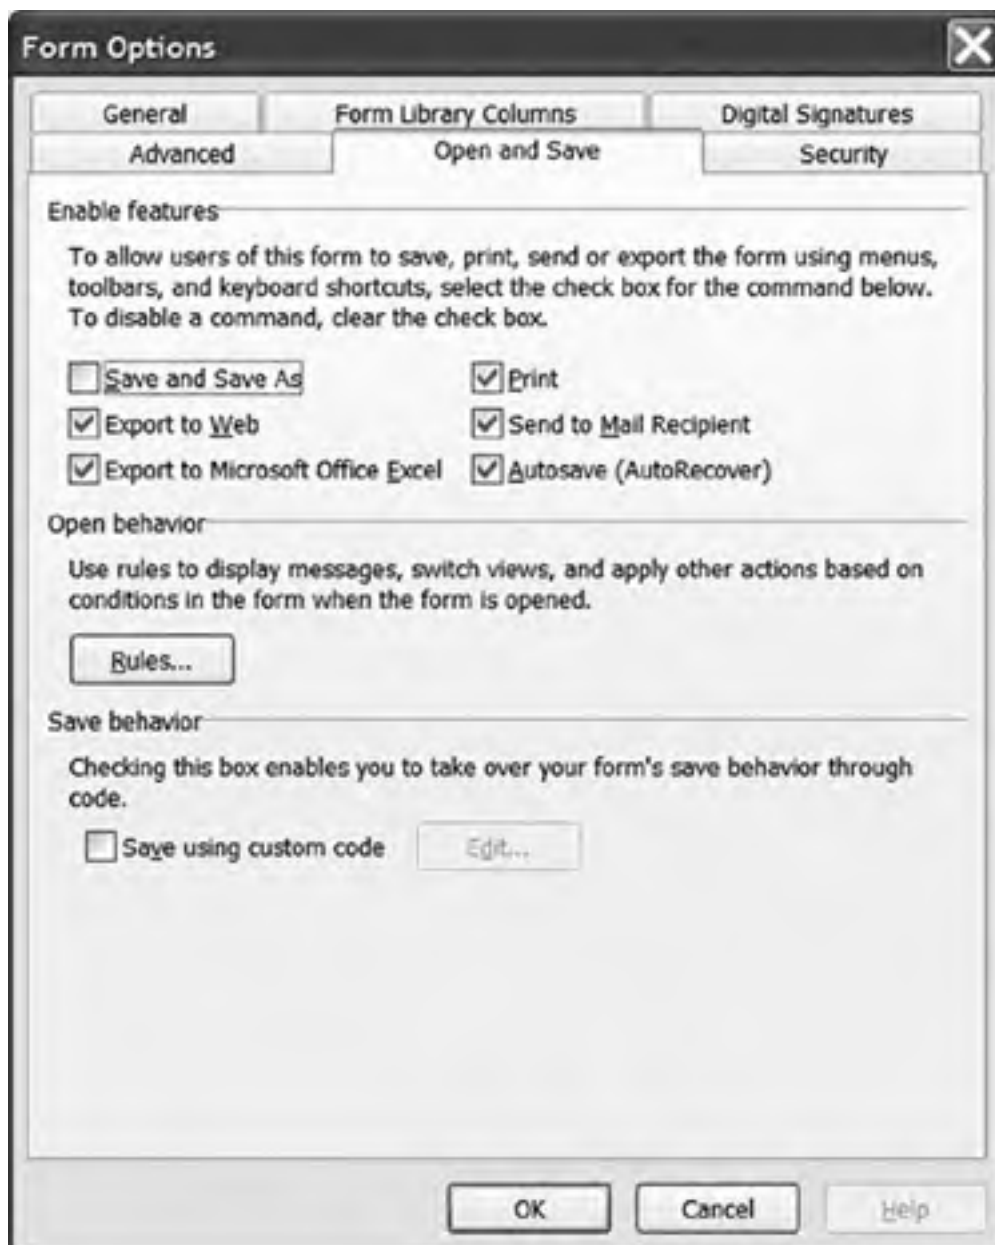 Form Options
General
Form Library Columns
Digital Signatures
Advanced
Open and Save
Security
Enable features
To allow users of this form to save, print, send or export the form using menus,
toolbars, and keyboard shortcuts, select the check box for the command below.
To disable a command, clear the check box.
Save and Save As
Print
Export to Web
Send to Mail Recipient
Export to Microsoft Office Excel
Autosave (AutoRecover)
Open behavior
Use rules to display messages, switch views, and apply other actions based on
conditions in the form when the form is opened.
Rules...
Save behavior
Checking this box enables you to take over your form's save behavior through
code.
Save using custom code
Edit...
OK
Cancel
Help